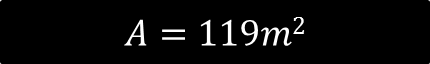 A = 119m²